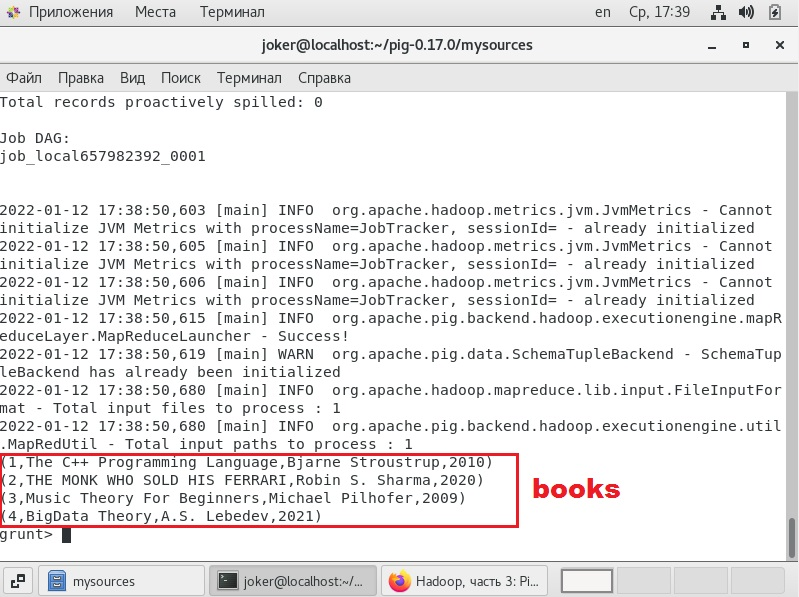 Приложения Места Терминал en Ср, 17:39
joker@localhost:~/pig-0.17.0/mysources
Файл Правка Вид Поиск Терминал Справка
Total records proactively spilled: 0
Job DAG:
job_local657982392_0001
2022-01-12 17:38:50,603 [main] INFO  org.apache.hadoop.metrics.jvm.JvmMetrics - Cannot
initialize JVM Metrics with processName=JobTracker, sessionId= - already initialized
2022-01-12 17:38:50,605 [main] INFO  org.apache.hadoop.metrics.jvm.JvmMetrics - Cannot
initialize JVM Metrics with processName=JobTracker, sessionId= - already initialized
2022-01-12 17:38:50,606 [main] INFO  org.apache.hadoop.metrics.jvm.JvmMetrics - Cannot
initialize JVM Metrics with processName=JobTracker, sessionId= - already initialized
2022-01-12 17:38:50,615 [main] INFO  org.apache.pig.backend.hadoop.executionengine.mapR
educeLayer.MapReduceLauncher - Success!
2022-01-12 17:38:50,619 [main] WARN  org.apache.pig.data.SchemaTupleBackend - SchemaTup
leBackend has already been initialized
2022-01-12 17:38:50,680 [main] INFO  org.apache.hadoop.mapreduce.lib.input.FileInputFor
mat - Total input files to process : 1
2022-01-12 17:38:50,680 [main] INFO  org.apache.pig.backend.hadoop.executionengine.util
.MapRedUtil - Total input paths to process : 1
(1,The C++ Programming Language,Bjarne Stroustrup,2010)
(2,THE MONK WHO SOLD HIS FERRARI,Robin S. Sharma,2020)
books
(3,Music Theory For Beginners,Michael Pilhofer,2009)
(4,BigData Theory,A.S. Lebedev,2021)
grunt>
mysources joker@localhost:~/... Hadoop, часть 3: Pi...